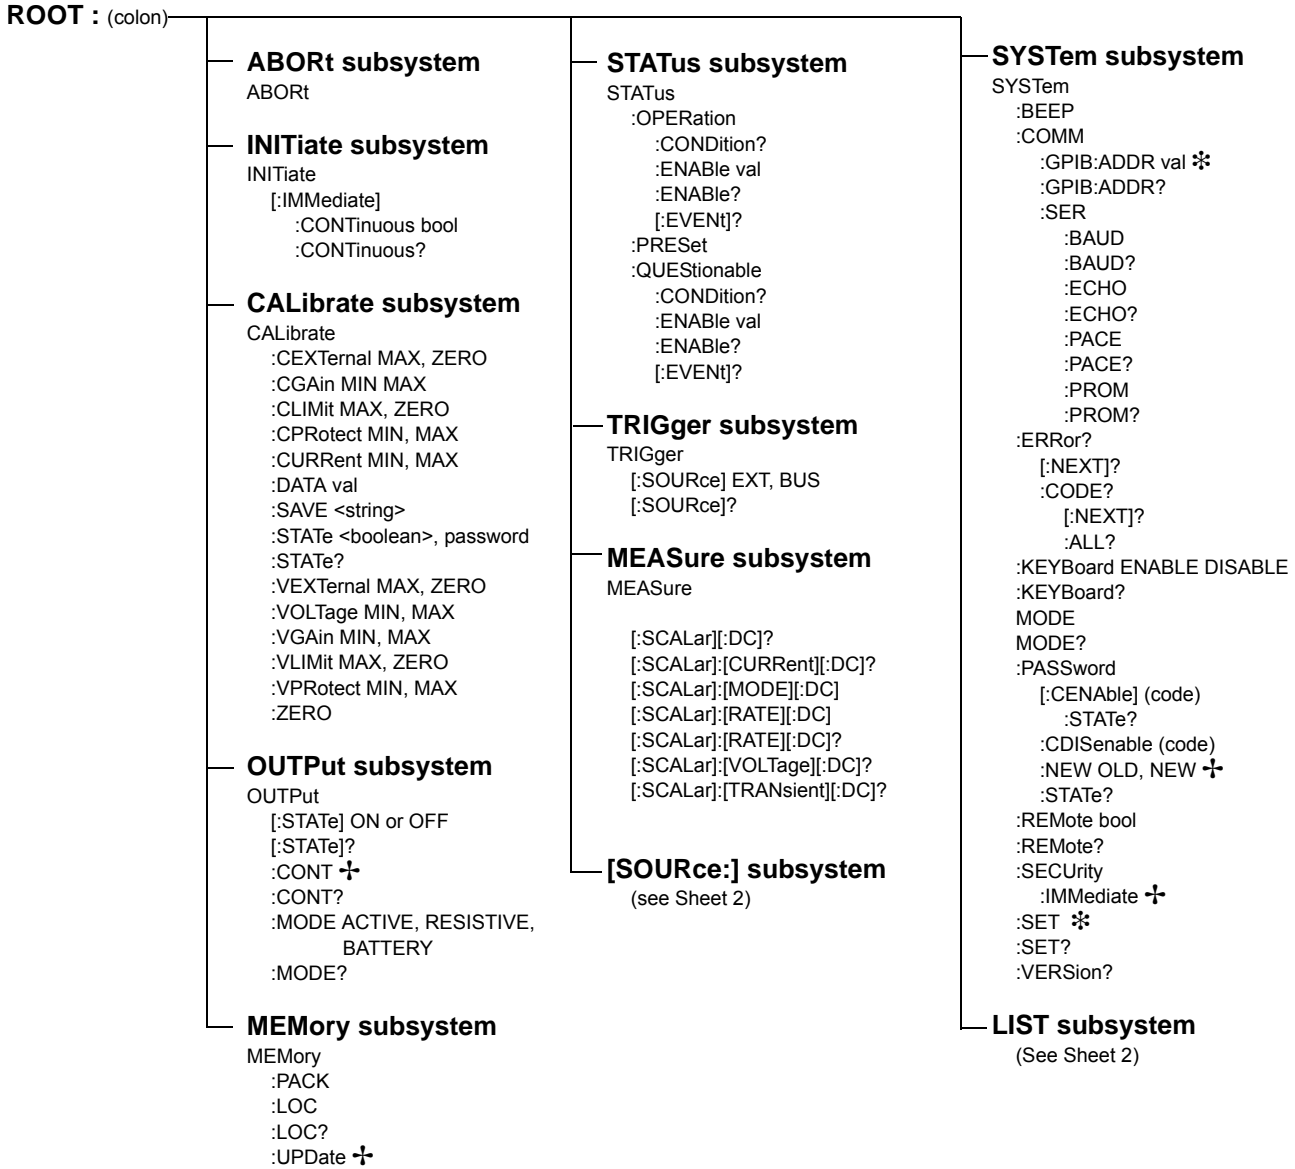 ROOT : (colon)
ABORt subsystem
ABORt
INITiate subsystem
INITiate
[:IMMediate]
:CONTinuous bool
:CONTinuous?
CALibrate subsystem
CALibrate
:CEXTernal MAX, ZERO
:CGAin MIN MAX
:CLIMit MAX, ZERO
:CPRotect MIN, MAX
:CURRent MIN, MAX
:DATA val
:SAVE <string>
:STATe <boolean>, password
:STATe?
:VEXTernal MAX, ZERO
:VOLTage MIN, MAX
:VGAin MIN, MAX
:VLIMit MAX, ZERO
:VPRotect MIN, MAX
:ZERO
OUTPut subsystem
OUTPut
[:STATe] ON or OFF
[:STATe]?
:CONT ✢
:CONT?
:MODE ACTIVE, RESISTIVE,
BATTERY
:MODE?
MEMory subsystem
MEMory
:PACK
:LOC
:LOC?
:UPDate ✢
STATus subsystem
STATus
:OPERation
:CONDition?
:ENABle val
:ENABle?
[:EVENt]?
:PRESet
:QUEStionable
:CONDition?
:ENABle val
:ENABle?
[:EVENt]?
TRIGger subsystem
TRIGger
[:SOURce] EXT, BUS
[:SOURce]?
MEASure subsystem
MEASure
[:SCALar][:DC]?
[:SCALar]:[CURRent][:DC]?
[:SCALar]:[MODE][:DC]
[:SCALar]:[RATE][:DC]
[:SCALar]:[RATE][:DC]?
[:SCALar]:[VOLTage][:DC]?
[:SCALar]:[TRANsient][:DC]?
[SOURce:] subsystem
(see Sheet 2)
SYSTem subsystem
SYSTem
:BEEP
:COMM
:GPIB:ADDR val ❇
:GPIB:ADDR?
:SER
:BAUD
:BAUD?
:ECHO
:ECHO?
:PACE
:PACE?
:PROM
:PROM?
:ERRor?
[:NEXT]?
:CODE?
[:NEXT]?
:ALL?
:KEYBoard ENABLE DISABLE
:KEYBoard?
MODE
MODE?
:PASSword
[:CENAble] (code)
:STATe?
:CDISenable (code)
:NEW OLD, NEW ✢
:STATe?
:REMote bool
:REMote?
:SECUrity
:IMMediate ✢
:SET ❇
:SET?
:VERSion?
LIST subsystem
(See Sheet 2)